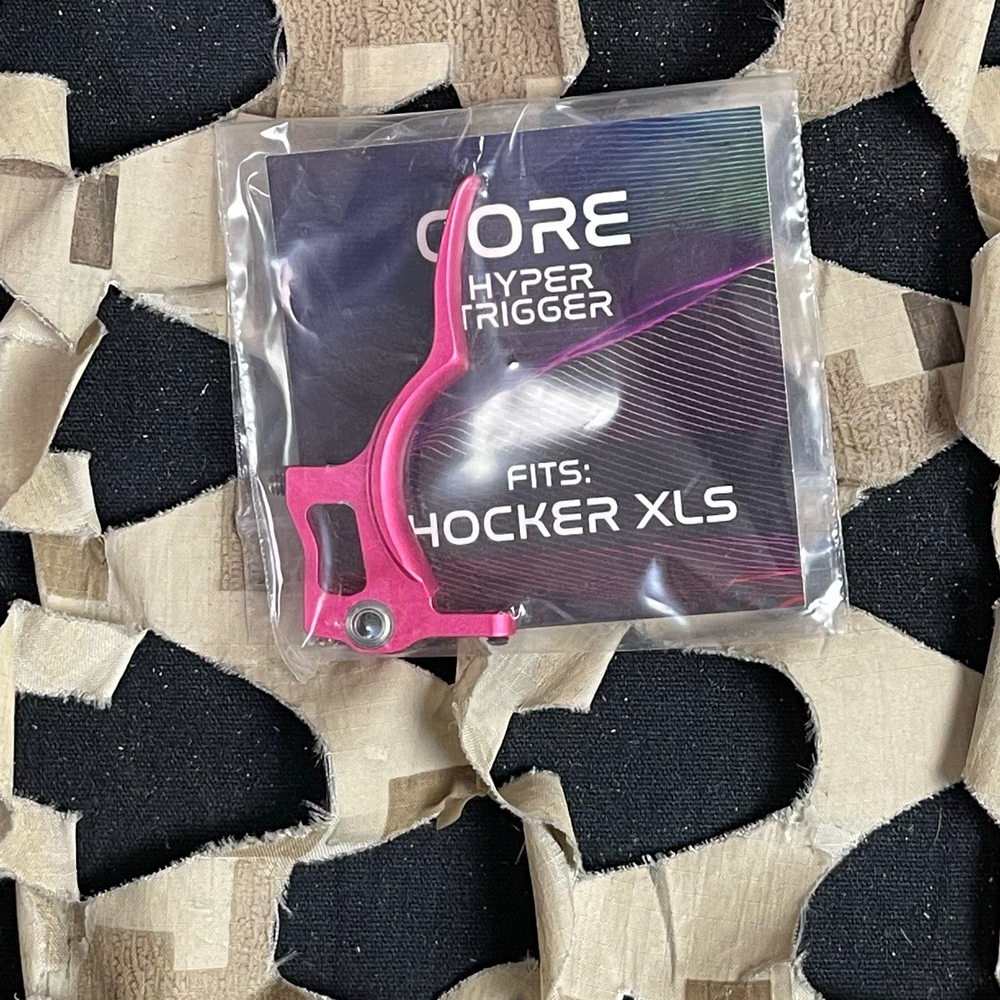 CORE
HYPER
TRIGGER
FITS:
HOCKER XLS